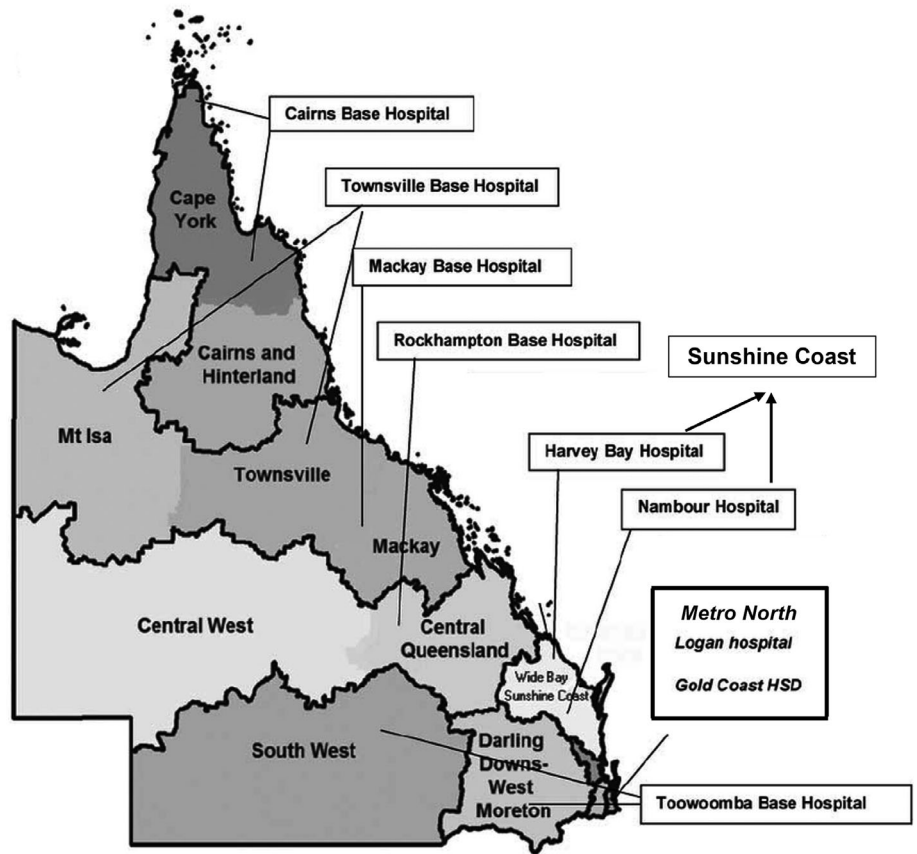 Cairns Base Hospital
Townsville Base Hospital
Cape
York
Mackay Base Hospital
Rockhampton Base Hospital
Sunshine Coast
Cairns and
Hinterland
Mt Isa
Harvey Bay Hospital
Townsville
Nambour Hospital
Mackay
Metro North
Logan hospital
Gold Coast HSD
Central West
Central
Queensland
Wide Bay
Sunshine Coast
South West
Darling
Downs-
West
Moreton
Toowoomba Base Hospital